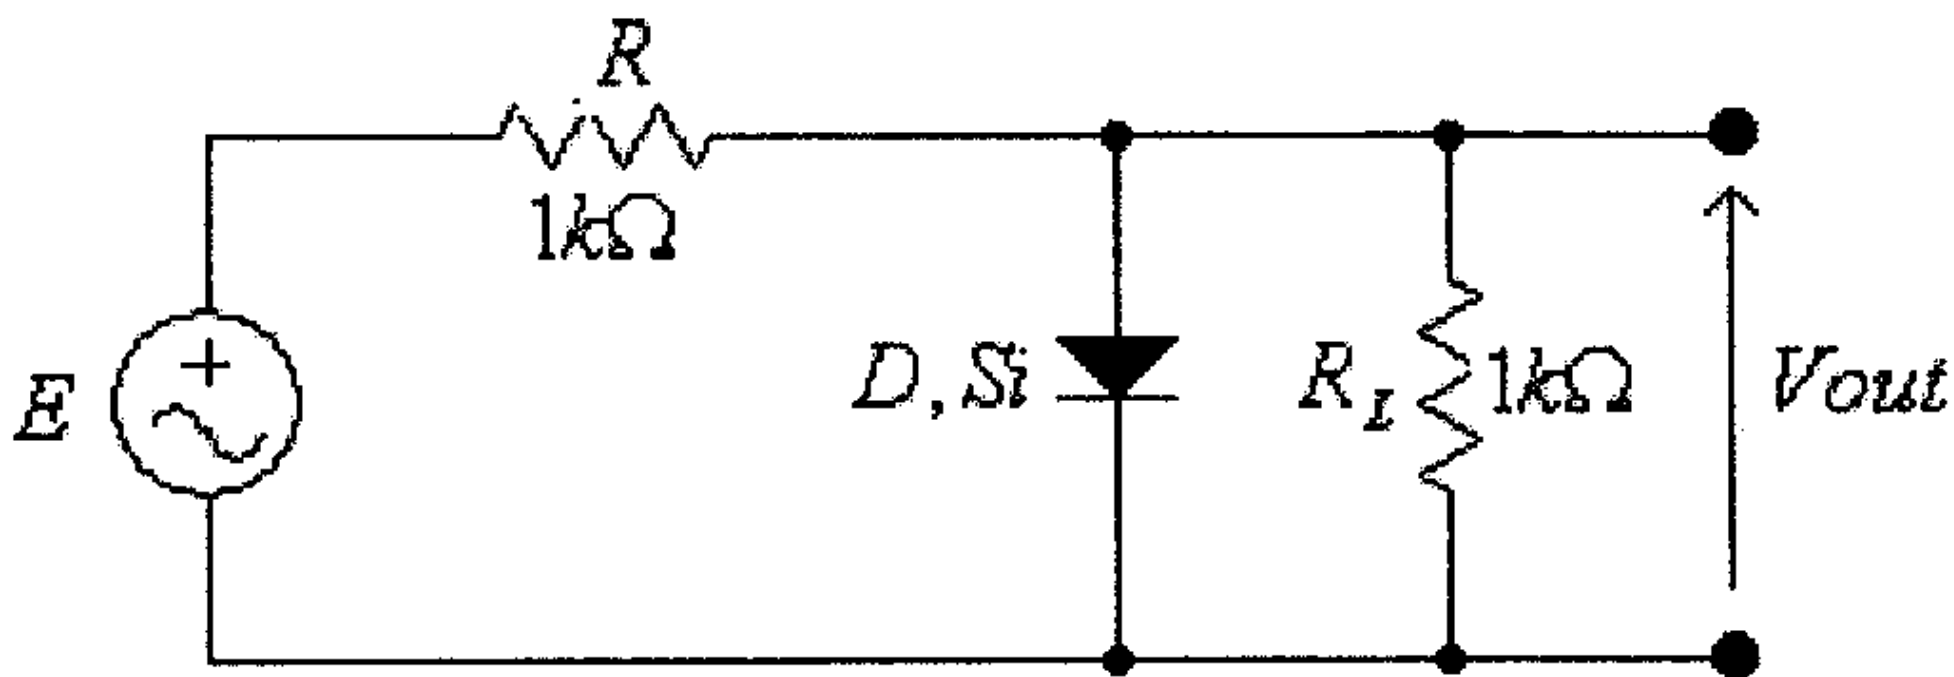 R
1kΩ
+
E
D, Si
R_L
1kΩ
Vout